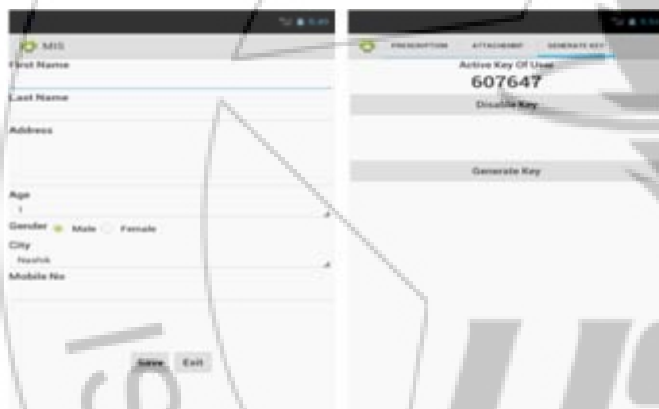 MIS
First Name
Last Name
Address
Age
1
Gender Male Female
City
Nashik
Mobile No
Save Exit
PRESCRIPTION ATTACHMENT GENERATE KEY
Active Key Of User
607647
Disable Key
Generate Key